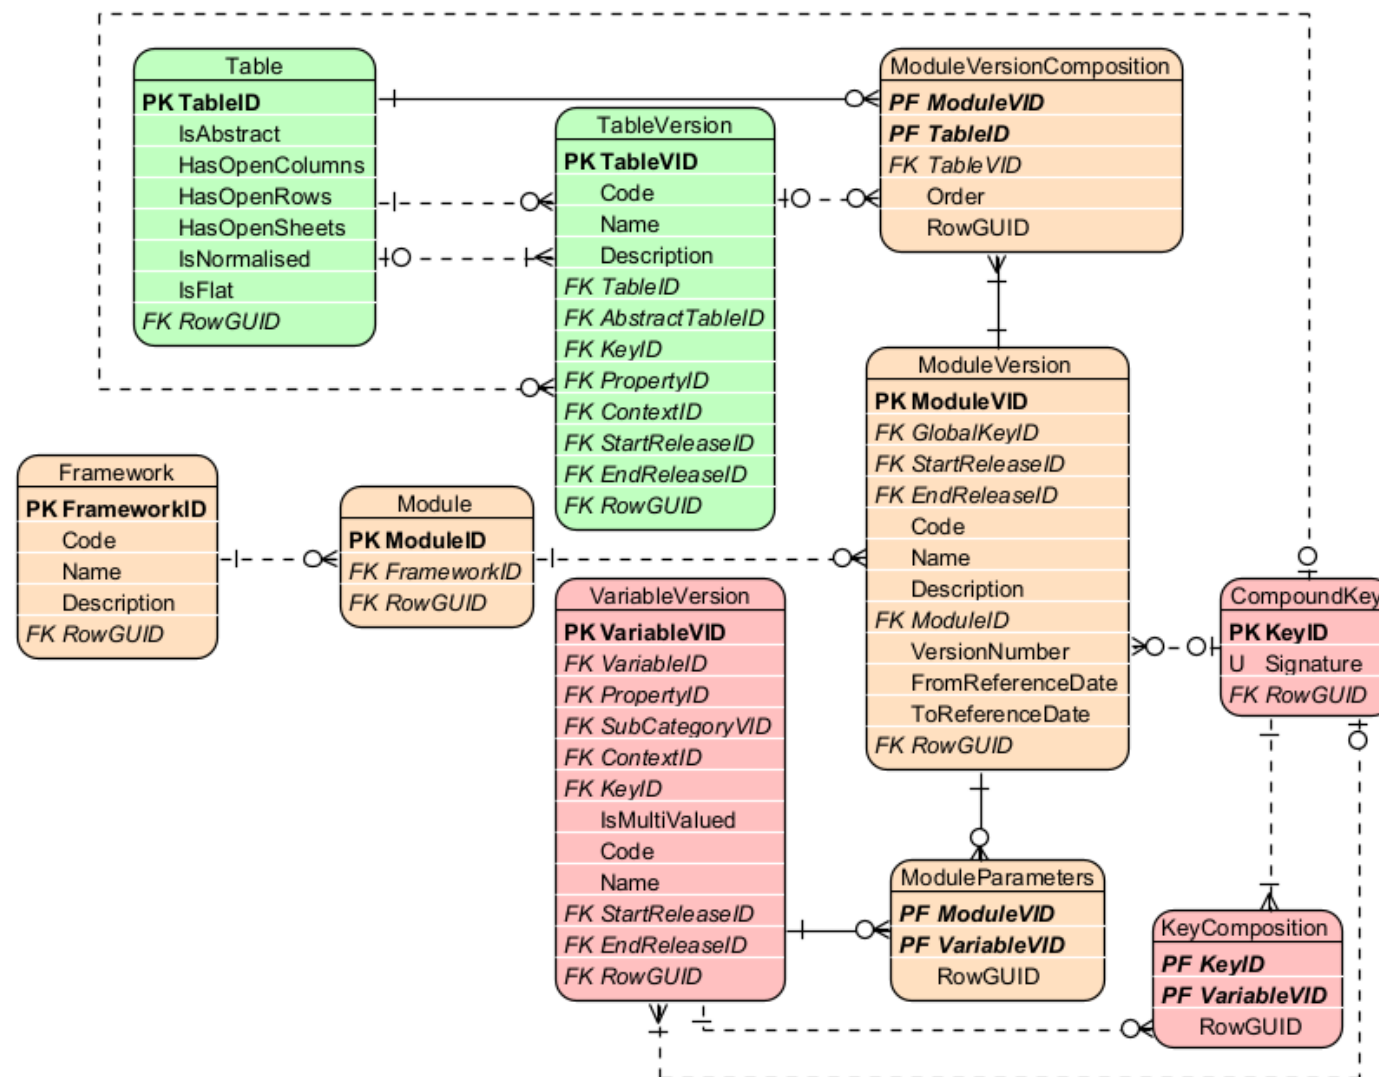 Table
PK TableID
IsAbstract
HasOpenColumns
HasOpenRows
HasOpenSheets
IsNormalised
IsFlat
FK RowGUID
TableVersion
PK TableVID
Code
Name
Description
FK TableID
FK AbstractTableID
FK KeyID
FK PropertyID
FK ContextID
FK StartReleaseID
FK EndReleaseID
FK RowGUID
ModuleVersionComposition
PF ModuleVID
PF TableID
FK TableVID
Order
RowGUID
Framework
PK FrameworkID
Code
Name
Description
FK RowGUID
Module
PK ModuleID
FK FrameworkID
FK RowGUID
ModuleVersion
PK ModuleVID
FK GlobalKeyID
FK StartReleaseID
FK EndReleaseID
Code
Name
Description
FK ModuleID
VersionNumber
FromReferenceDate
ToReferenceDate
FK RowGUID
VariableVersion
PK VariableVID
FK VariableID
FK PropertyID
FK SubCategoryVID
FK ContextID
FK KeyID
IsMultiValued
Code
Name
FK StartReleaseID
FK EndReleaseID
FK RowGUID
CompoundKey
PK KeyID
U Signature
FK RowGUID
ModuleParameters
PF ModuleVID
PF VariableVID
RowGUID
KeyComposition
PF KeyID
PF VariableVID
RowGUID